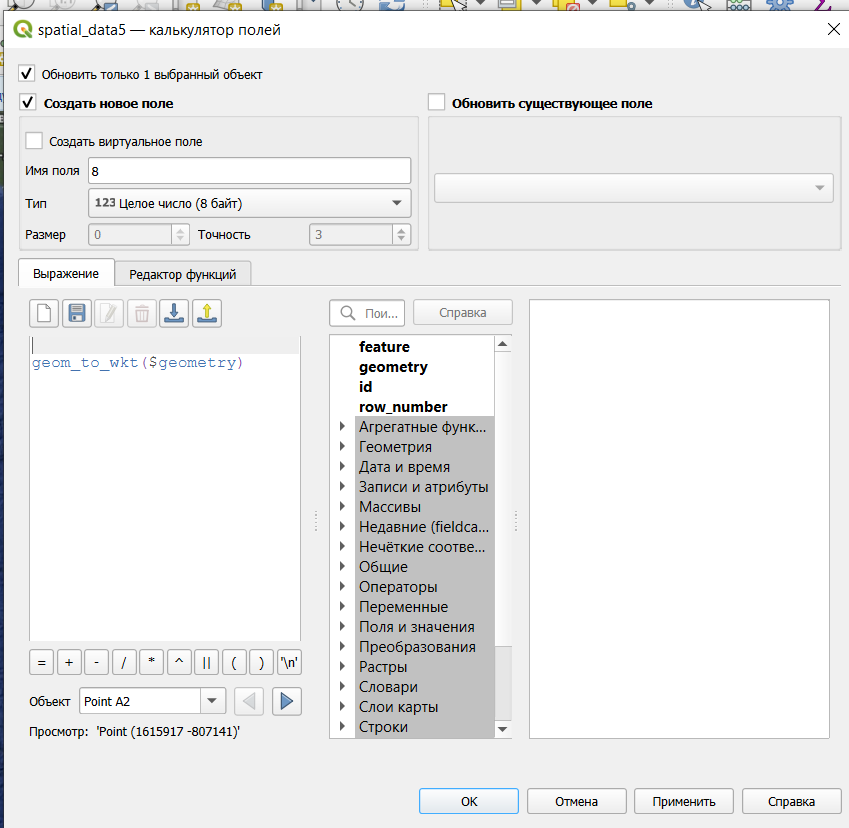 spatial_data5 — калькулятор полей
Обновить только 1 выбранный объект
Создать новое поле
Обновить существующее поле
Создать виртуальное поле
Имя поля 8
Тип 123 Целое число (8 байт)
Размер 0 Точность 3
Выражение Редактор функций
Пои... Справка
geom_to_wkt($geometry)
feature
geometry
id
row_number
Агрегатные функ...
Геометрия
Дата и время
Записи и атрибуты
Массивы
Недавние (fieldca...
Нечёткие соотве...
Общие
Операторы
Переменные
Поля и значения
Преобразования
Растры
Словари
Слои карты
Строки
= + - / * ^ || ( ) '\n'
Объект Point A2
Просмотр: 'Point (1615917 -807141)'
OK Отмена Применить Справка